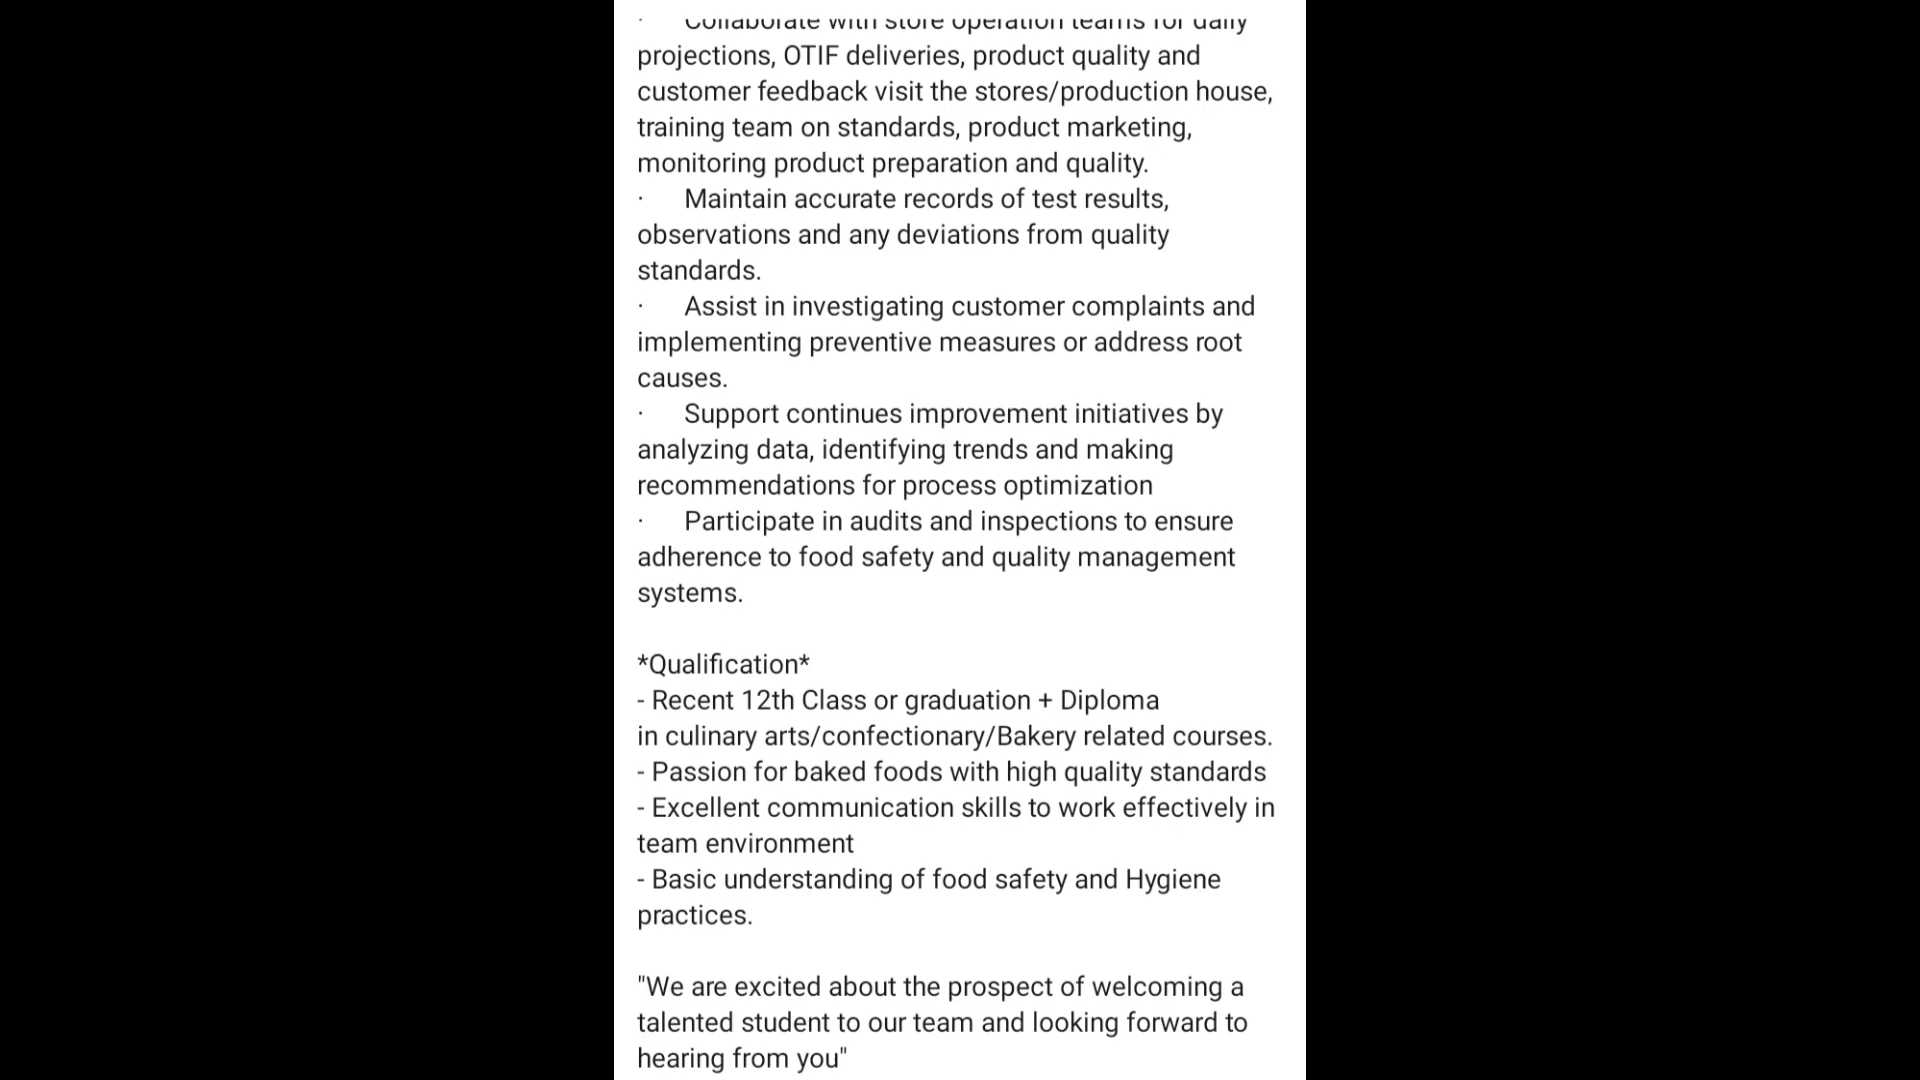 · Collaborate with store operation teams for daily
projections, OTIF deliveries, product quality and
customer feedback visit the stores/production house,
training team on standards, product marketing,
monitoring product preparation and quality.
· Maintain accurate records of test results,
observations and any deviations from quality
standards.
· Assist in investigating customer complaints and
implementing preventive measures or address root
causes.
· Support continues improvement initiatives by
analyzing data, identifying trends and making
recommendations for process optimization
· Participate in audits and inspections to ensure
adherence to food safety and quality management
systems.
*Qualification*
- Recent 12th Class or graduation + Diploma
in culinary arts/confectionary/Bakery related courses.
- Passion for baked foods with high quality standards
- Excellent communication skills to work effectively in
team environment
- Basic understanding of food safety and Hygiene
practices.
"We are excited about the prospect of welcoming a
talented student to our team and looking forward to
hearing from you"